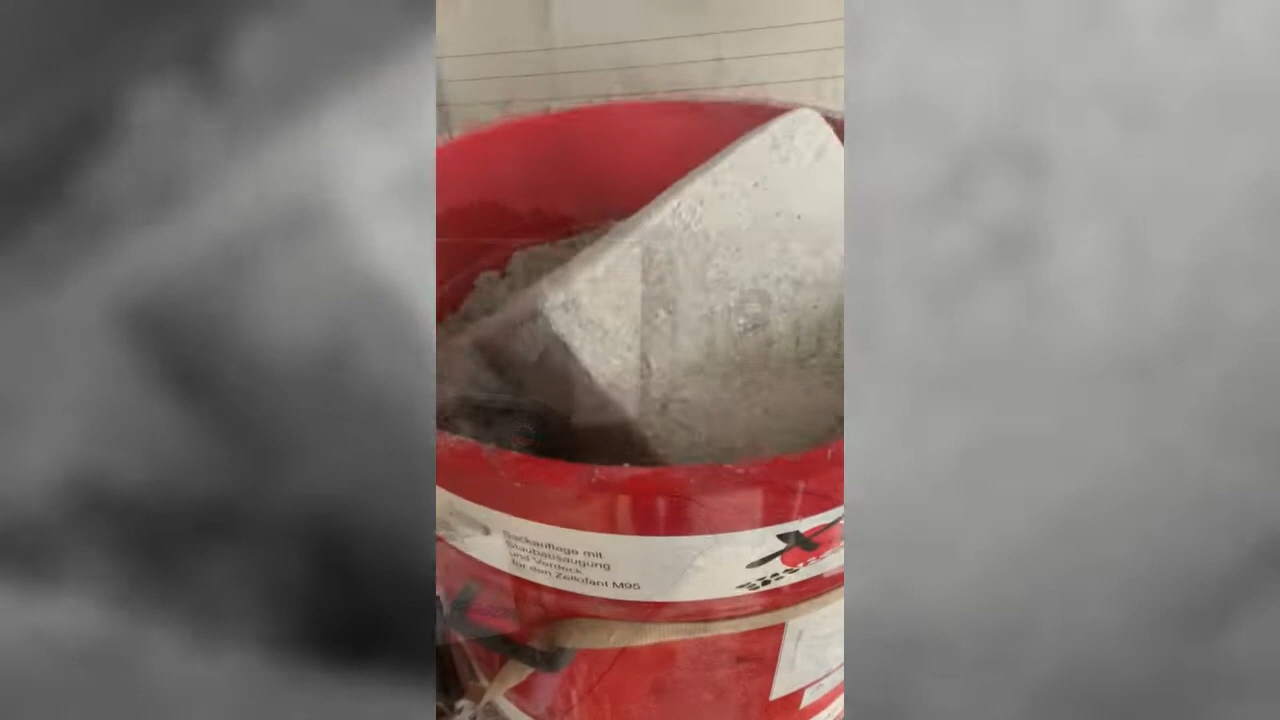 Sackauflage mit
Staubabsaugung
und Verdeck
für den Zellofant M95